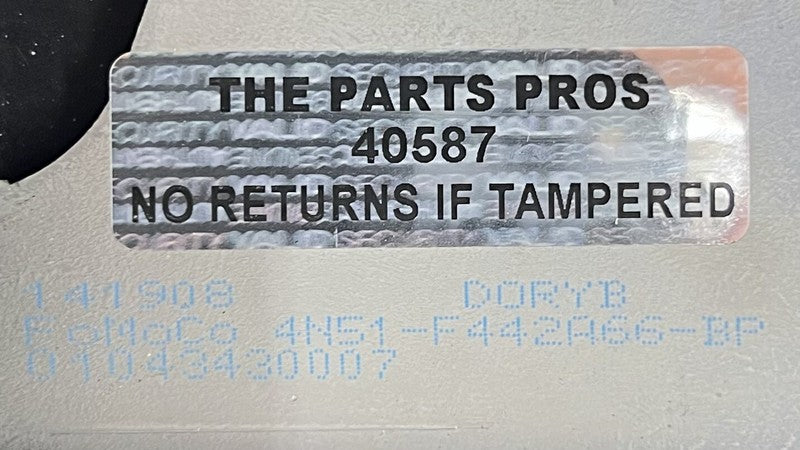 THE PARTS PROS
40587
NO RETURNS IF TAMPERED
141908 DORYB
FoMoCo 4N51-F442A66-BP
01043430007